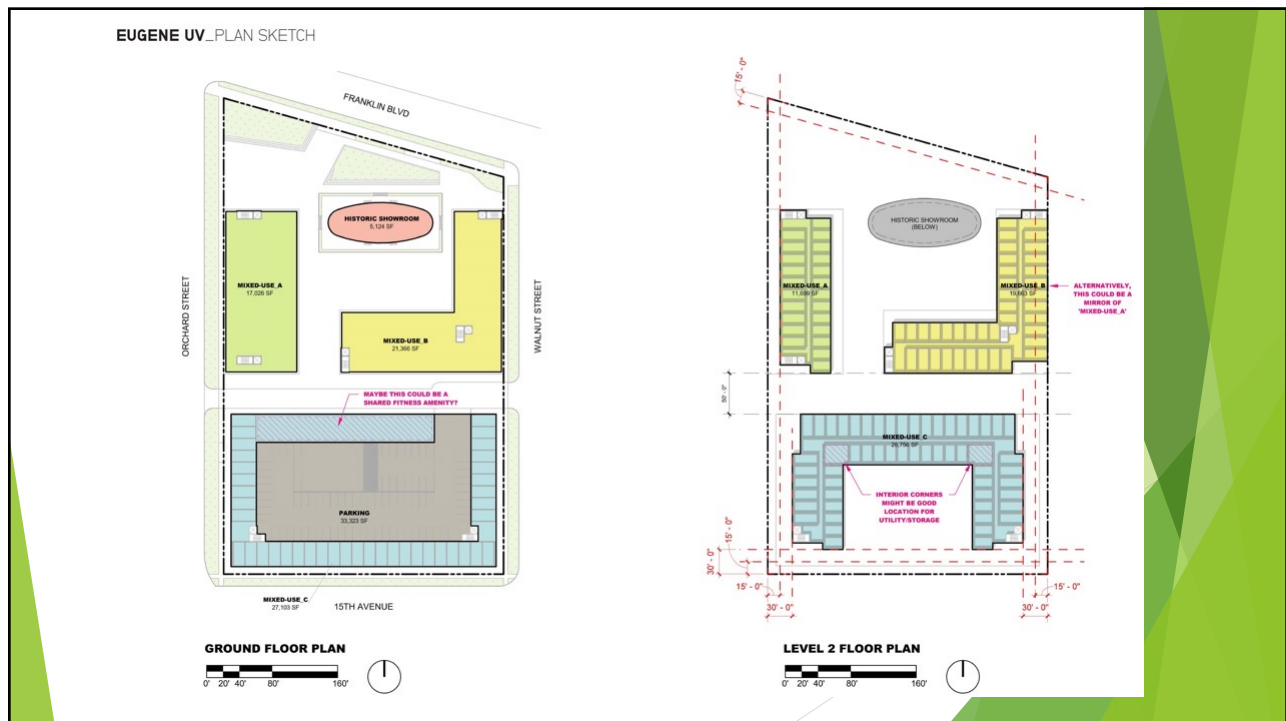 EUGENE UV_PLAN SKETCH
FRANKLIN BLVD
HISTORIC SHOWROOM
5,124 SF
MIXED-USE_A
17,026 SF
ORCHARD STREET
WALNUT STREET
MIXED-USE_B
21,366 SF
MAYBE THIS COULD BE A
SHARED FITNESS AMENITY?
PARKING
33,323 SF
MIXED-USE_C
27,103 SF
15TH AVENUE
GROUND FLOOR PLAN
0' 20' 40' 80' 160'
15' - 0"
HISTORIC SHOWROOM
(BELOW)
MIXED-USE_A
MIXED-USE_B
19,663 SF
ALTERNATIVELY,
THIS COULD BE A
MIRROR OF
'MIXED-USE_A'
50' - 0"
MIXED-USE_C
INTERIOR CORNERS
MIGHT BE GOOD
LOCATION FOR
UTILITY/STORAGE
15' - 0"
30' - 0"
15' - 0"
15' - 0"
30' - 0"
30' - 0"
LEVEL 2 FLOOR PLAN
0' 20' 40' 80' 160'